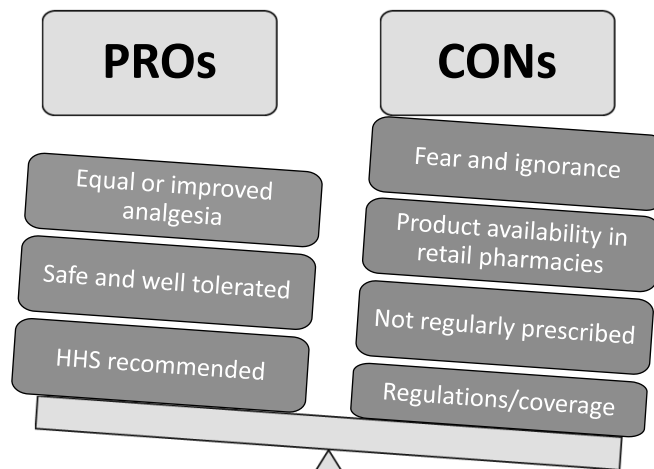 PROs
CONs
Equal or improved
analgesia
Safe and well tolerated
HHS recommended
Fear and ignorance
Product availability in
retail pharmacies
Not regularly prescribed
Regulations/coverage